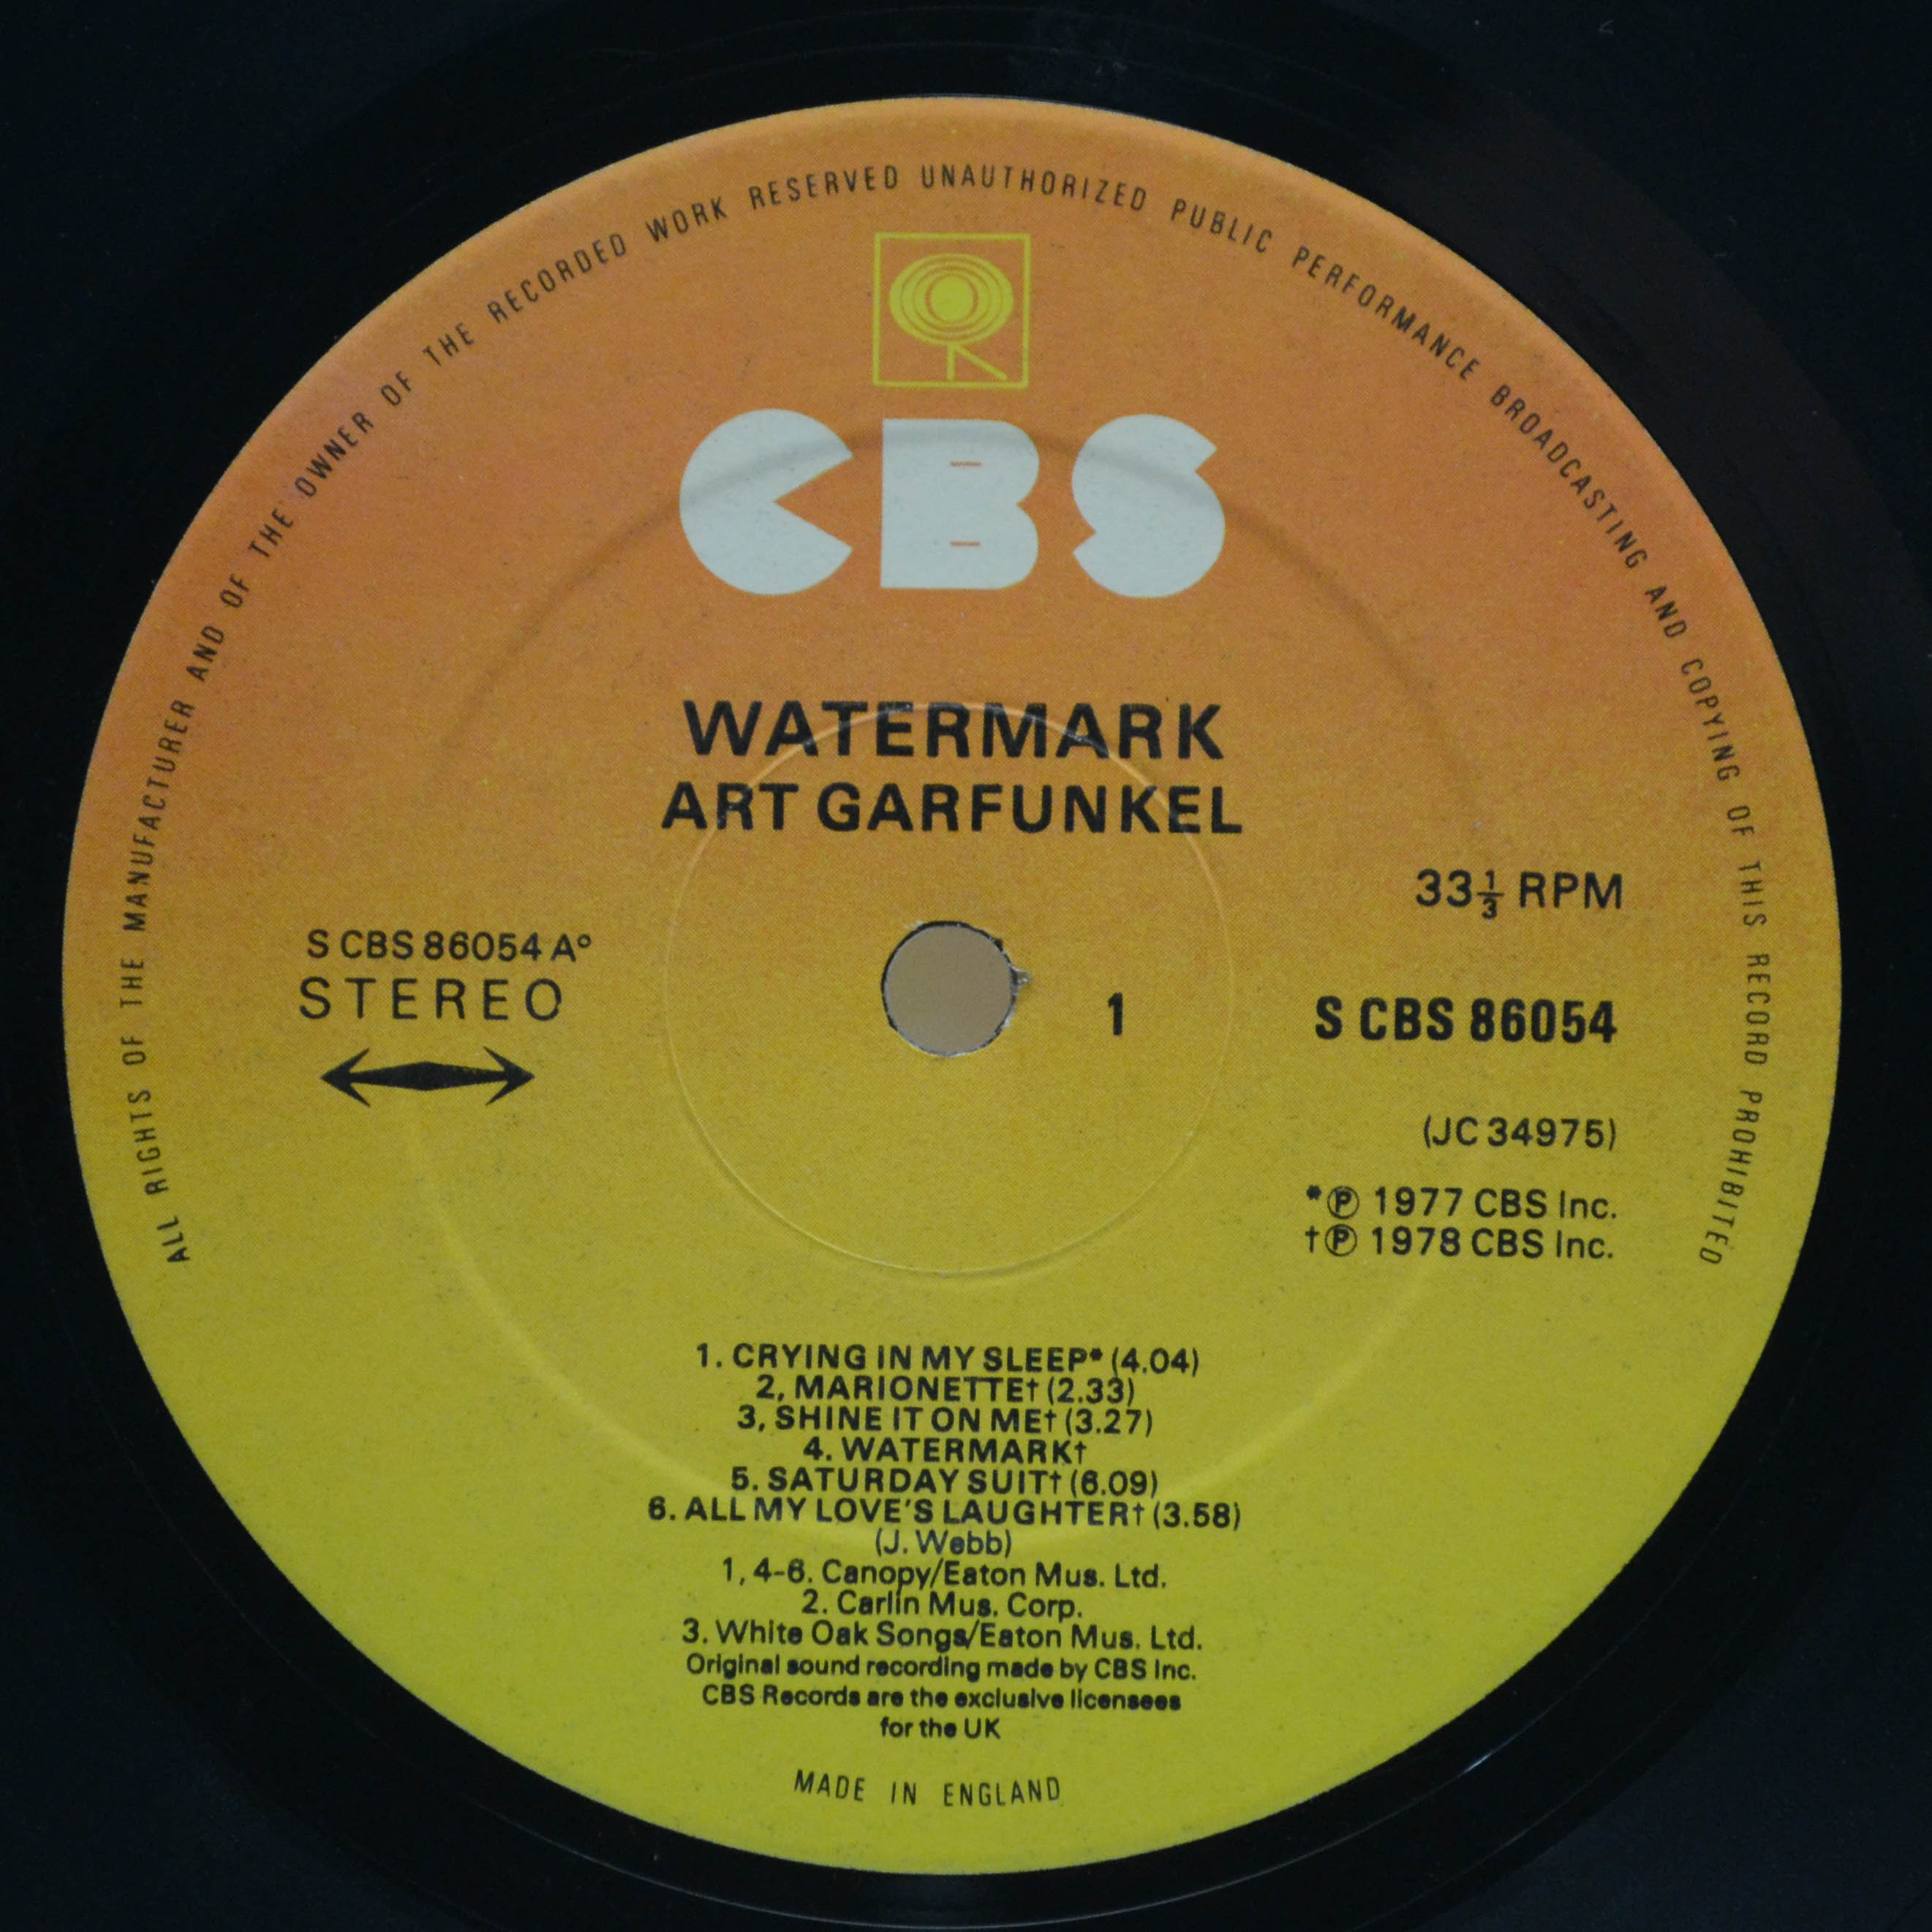 ALL RIGHTS OF THE MANUFACTURER AND OF THE OWNER OF THE RECORDED WORK RESERVED UNAUTHORIZED PUBLIC PERFORMANCE BROADCASTING AND COPYING OF THIS RECORD PROHIBITED
CBS
WATERMARK
ART GARFUNKEL
33⅓ RPM
S CBS 86054 A°
STEREO
1
S CBS 86054
(JC 34975)
*℗ 1977 CBS Inc.
†℗ 1978 CBS Inc.
1. CRYING IN MY SLEEP* (4.04)
2, MARIONETTE† (2.33)
3, SHINE IT ON ME† (3.27)
4. WATERMARK†
5. SATURDAY SUIT† (6.09)
6. ALL MY LOVE'S LAUGHTER† (3.58)
(J. Webb)
1, 4-6. Canopy/Eaton Mus. Ltd.
2. Carlin Mus. Corp.
3. White Oak Songs/Eaton Mus. Ltd.
Original sound recording made by CBS Inc.
CBS Records are the exclusive licensees
for the UK
MADE IN ENGLAND